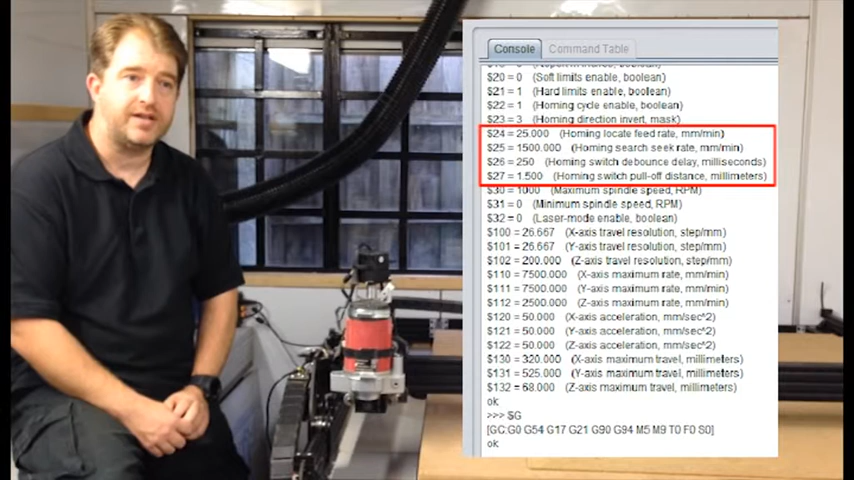 Console Command Table
$20 = 0 (Soft limits enable, boolean)
$21 = 1 (Hard limits enable, boolean)
$22 = 1 (Homing cycle enable, boolean)
$23 = 3 (Homing direction invert, mask)
$24 = 25.000 (Homing locate feed rate, mm/min)
$25 = 1500.000 (Homing search seek rate, mm/min)
$26 = 250 (Homing switch debounce delay, milliseconds)
$27 = 1.500 (Homing switch pull-off distance, millimeters)
$30 = 1000 (Maximum spindle speed, RPM)
$31 = 0 (Minimum spindle speed, RPM)
$32 = 0 (Laser-mode enable, boolean)
$100 = 26.667 (X-axis travel resolution, step/mm)
$101 = 26.667 (Y-axis travel resolution, step/mm)
$102 = 200.000 (Z-axis travel resolution, step/mm)
$110 = 7500.000 (X-axis maximum rate, mm/min)
$111 = 7500.000 (Y-axis maximum rate, mm/min)
$112 = 2500.000 (Z-axis maximum rate, mm/min)
$120 = 50.000 (X-axis acceleration, mm/sec^2)
$121 = 50.000 (Y-axis acceleration, mm/sec^2)
$122 = 50.000 (Z-axis acceleration, mm/sec^2)
$130 = 320.000 (X-axis maximum travel, millimeters)
$131 = 525.000 (Y-axis maximum travel, millimeters)
$132 = 68.000 (Z-axis maximum travel, millimeters)
ok
>>> $G
[GC:G0 G54 G17 G21 G90 G94 M5 M9 T0 F0 S0]
ok